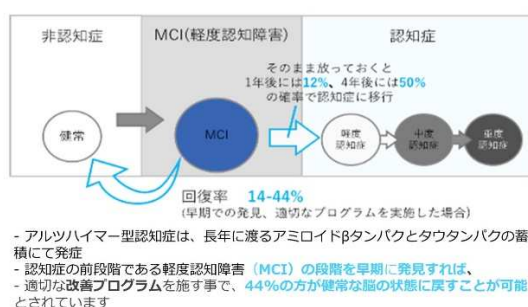 非認知症
MCI(軽度認知障害)
認知症
そのまま放っておくと
1年後には12%、4年後には50%
の確率で認知症に移行
健常
MCI
軽度
認知症
中度
認知症
重度
認知症
回復率 14-44%
(早期での発見、適切なプログラムを実施した場合)
- アルツハイマー型認知症は、長年に渡るアミロイドβタンパクとタウタンパクの蓄
積にて発症
- 認知症の前段階である軽度認知障害（MCI）の段階を早期に発見すれば、
- 適切な改善プログラムを施す事で、44%の方が健常な脳の状態に戻すことが可能
とされています